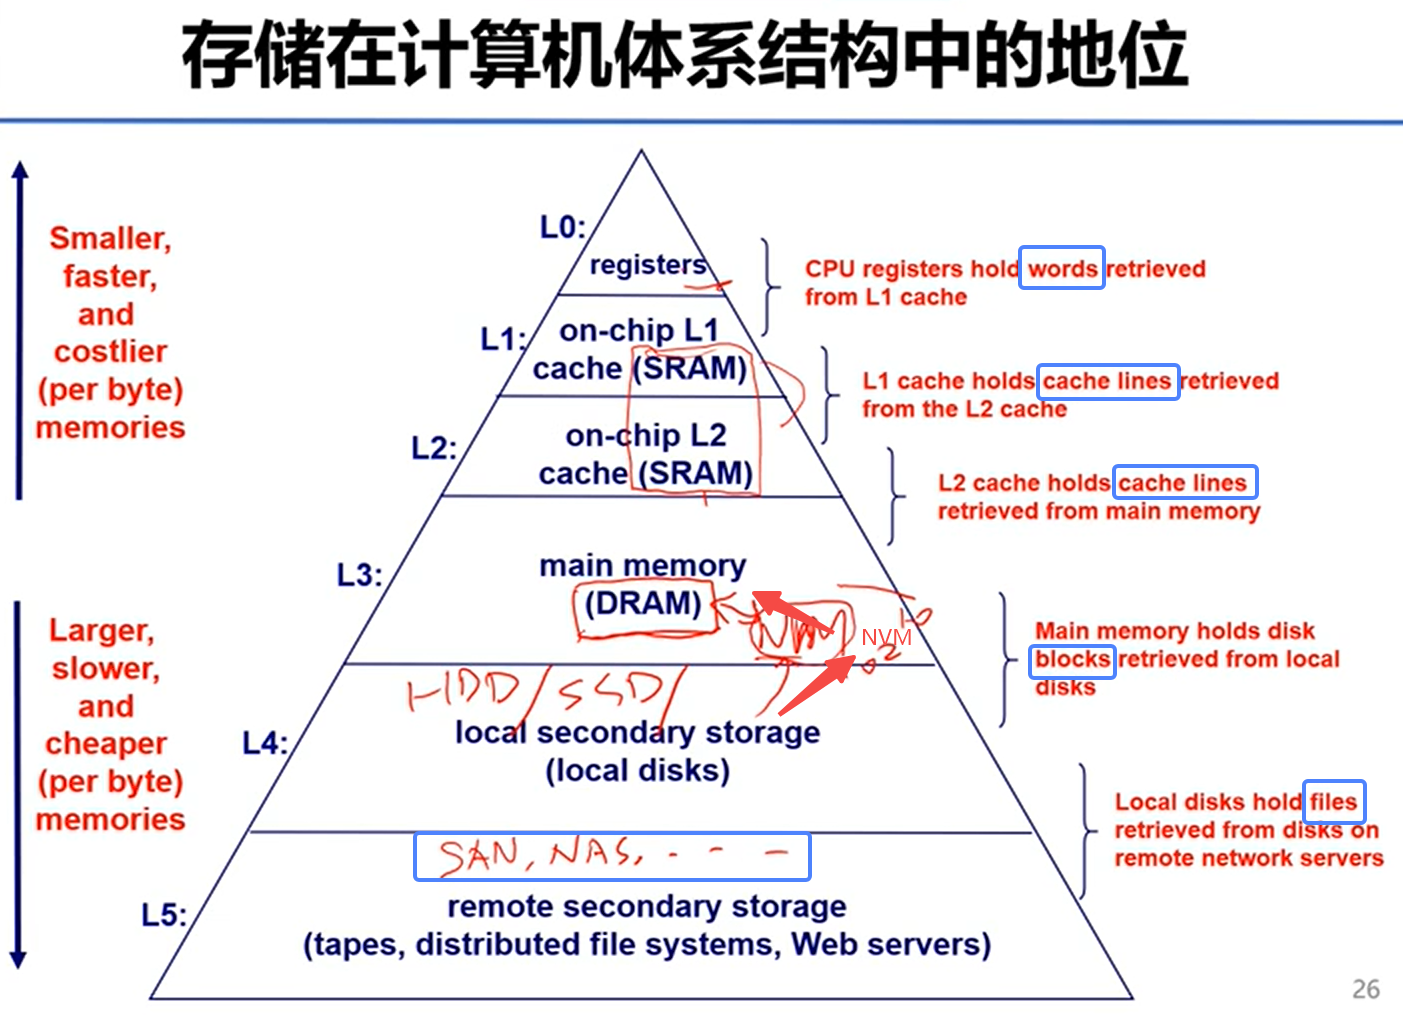 存储在计算机体系结构中的地位
Smaller,
faster,
and
costlier
(per byte)
memories
Larger,
slower,
and
cheaper
(per byte)
memories
L0:
registers
L1:
on-chip L1
cache (SRAM)
L2:
on-chip L2
cache (SRAM)
L3:
main memory
(DRAM)
NVM
NVM
HDD/SSD/
L4:
local secondary storage
(local disks)
SAN, NAS, - - -
L5:
remote secondary storage
(tapes, distributed file systems, Web servers)
CPU registers hold words retrieved
from L1 cache
L1 cache holds cache lines retrieved
from the L2 cache
L2 cache holds cache lines
retrieved from main memory
Main memory holds disk
blocks retrieved from local
disks
Local disks hold files
retrieved from disks on
remote network servers
26